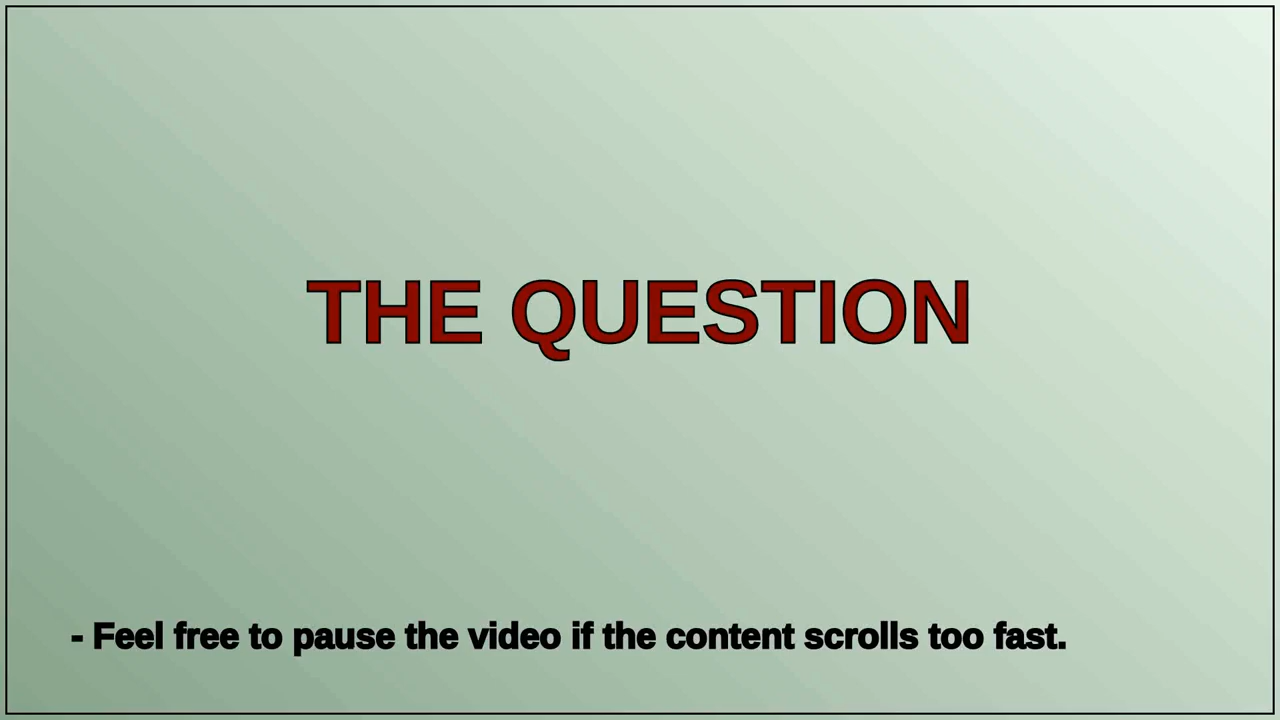 THE QUESTION
- Feel free to pause the video if the content scrolls too fast.